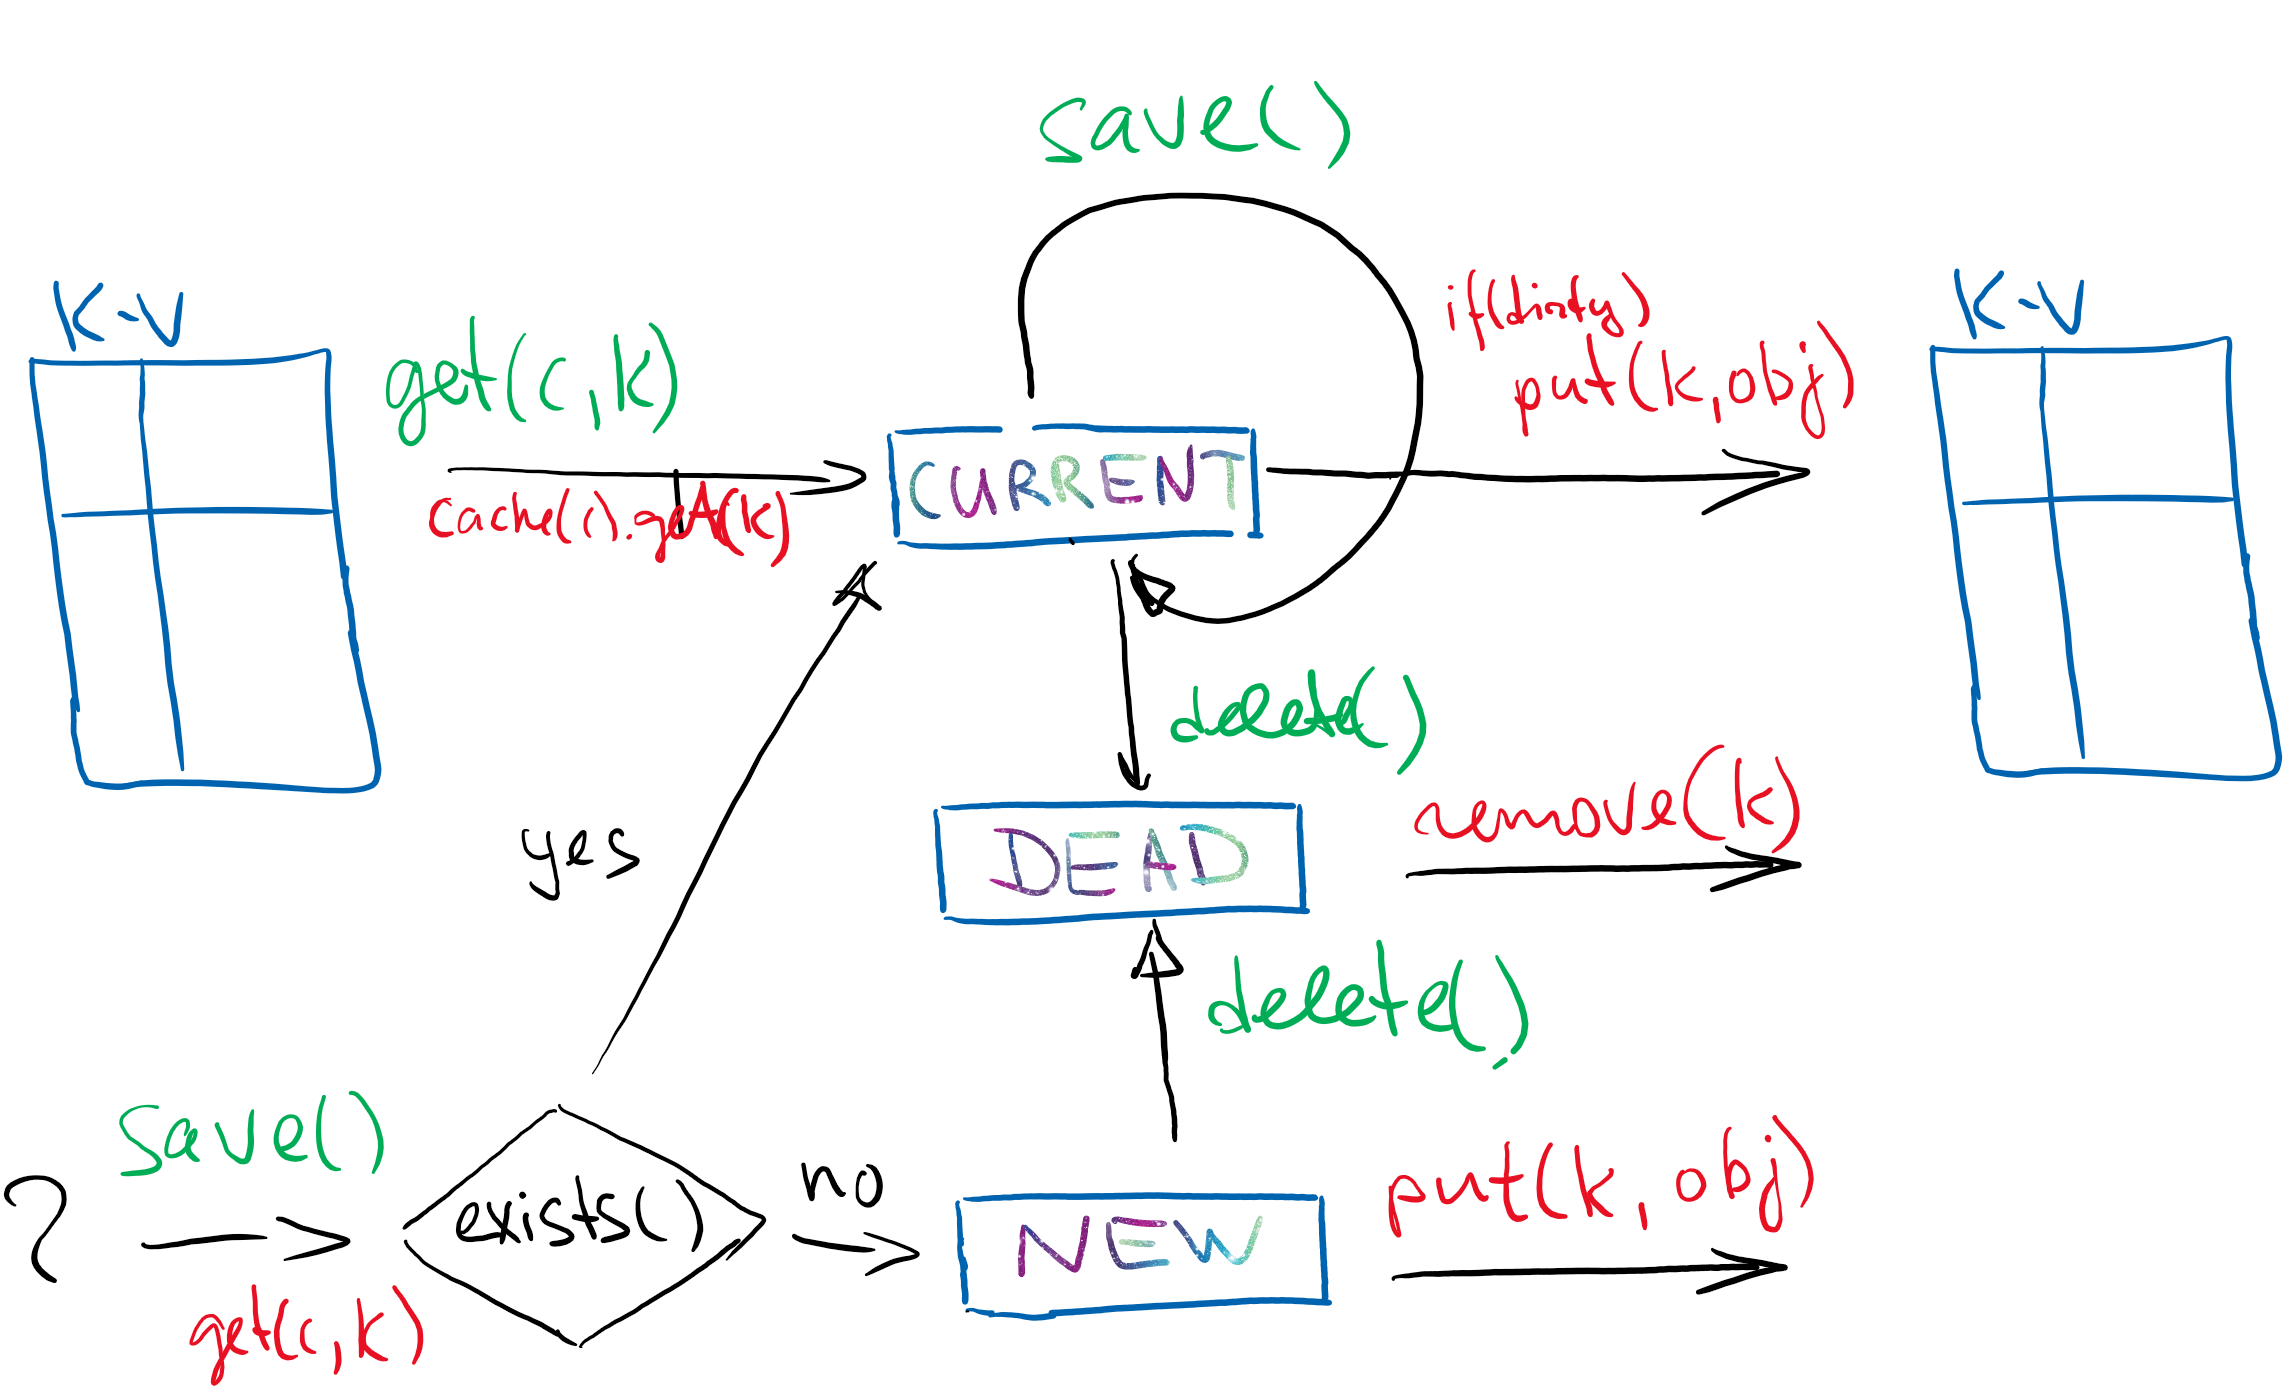 save()
K-V
K-V
get(c,k)
if(dirty)
put(k,obj)
CURRENT
cache(c).get(k)
delete()
yes
DEAD
remove(k)
delete()
save()
?
exists()
no
NEW
put(k,obj)
get(c,k)